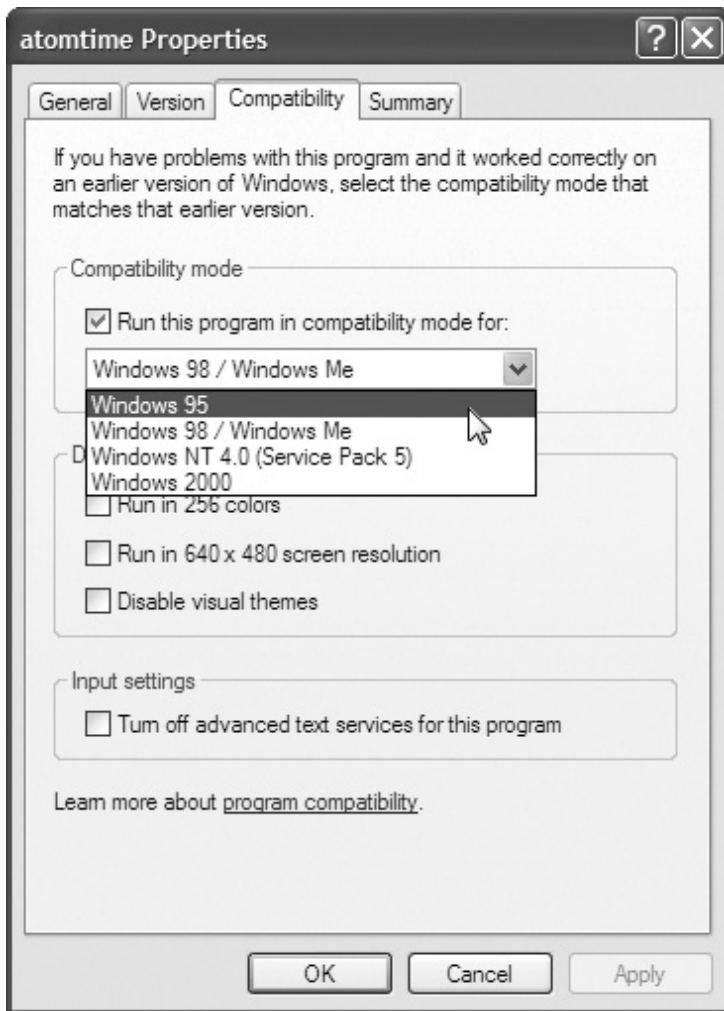 atomtime Properties
General Version Compatibility Summary
If you have problems with this program and it worked correctly on
an earlier version of Windows, select the compatibility mode that
matches that earlier version.
Compatibility mode
Run this program in compatibility mode for:
Windows 98 / Windows Me
Windows 95
Windows 98 / Windows Me
D
Windows NT 4.0 (Service Pack 5)
Windows 2000
Run in 256 colors
Run in 640 x 480 screen resolution
Disable visual themes
Input settings
Turn off advanced text services for this program
Learn more about program compatibility.
OK Cancel Apply